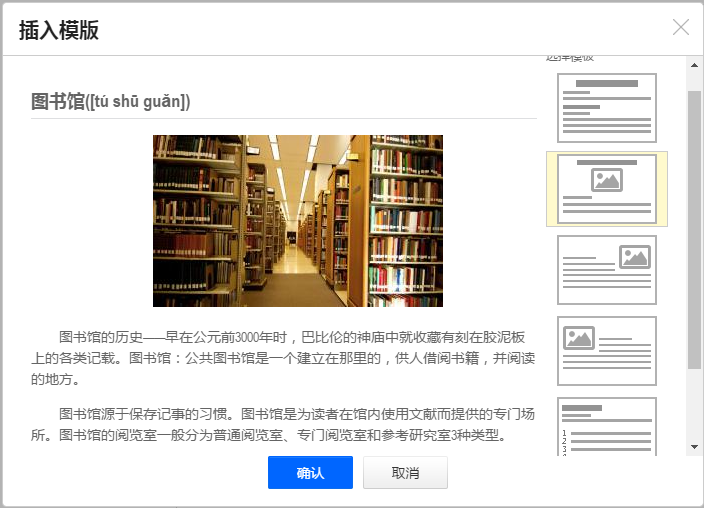 插入模版
选择模板
图书馆([tú shū guǎn])
图书馆的历史——早在公元前3000年时，巴比伦的神庙中就收藏有刻在胶泥板
上的各类记载。图书馆：公共图书馆是一个建立在那里的，供人借阅书籍，并阅读
的地方。
图书馆源于保存记事的习惯。图书馆是为读者在馆内使用文献而提供的专门场
所。图书馆的阅览室一般分为普通阅览室、专门阅览室和参考研究室3种类型。
1
2
3
确认
取消